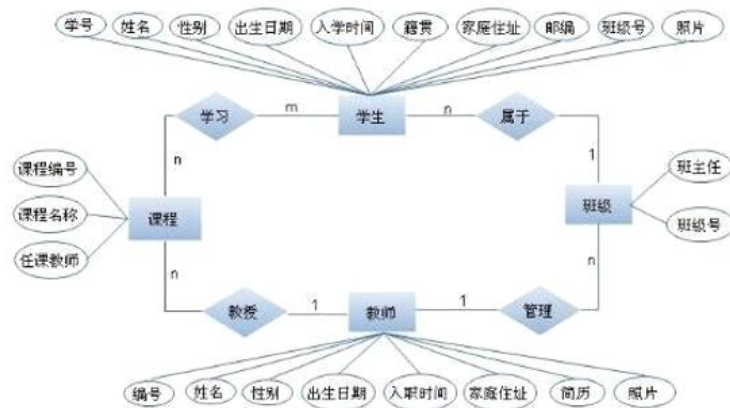 学号 姓名 性别 出生日期 入学时间 籍贯 家庭住址 邮编 班级号 照片
学习 m 学生 n 属于
n 1
课程编号 班主任
课程名称 课程 班级
任课教师 班级号
n n
教授 1 教师 1 管理
编号 姓名 性别 出生日期 入职时间 家庭住址 简历 照片